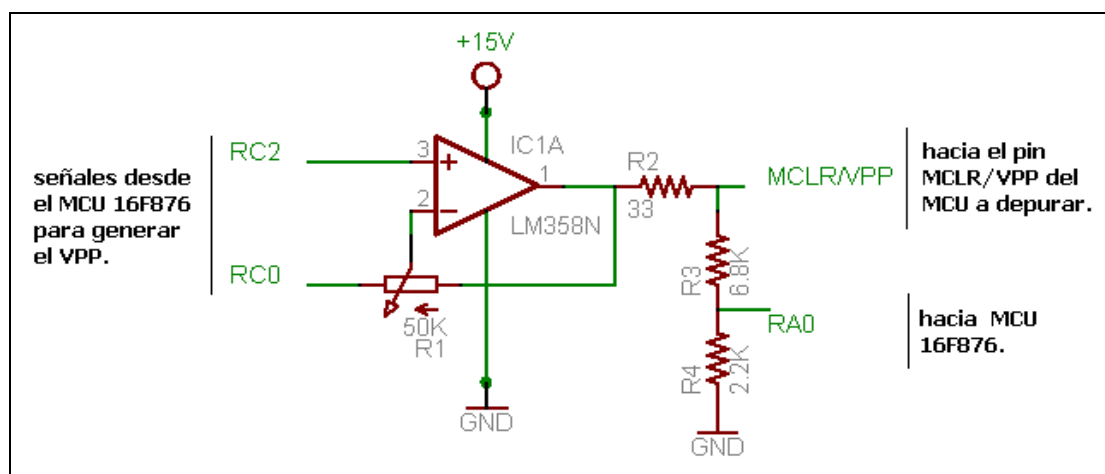 +15V
señales desde
el MCU 16F876
para generar
el VPP.
RC2
3
+
IC1A
1
2
LM358N
RC0
50K
R1
GND
R2
33
MCLR/VPP
hacia el pin
MCLR/VPP del
MCU a depurar.
R3
6.8K
RA0
hacia MCU
16F876.
R4
2.2K
GND